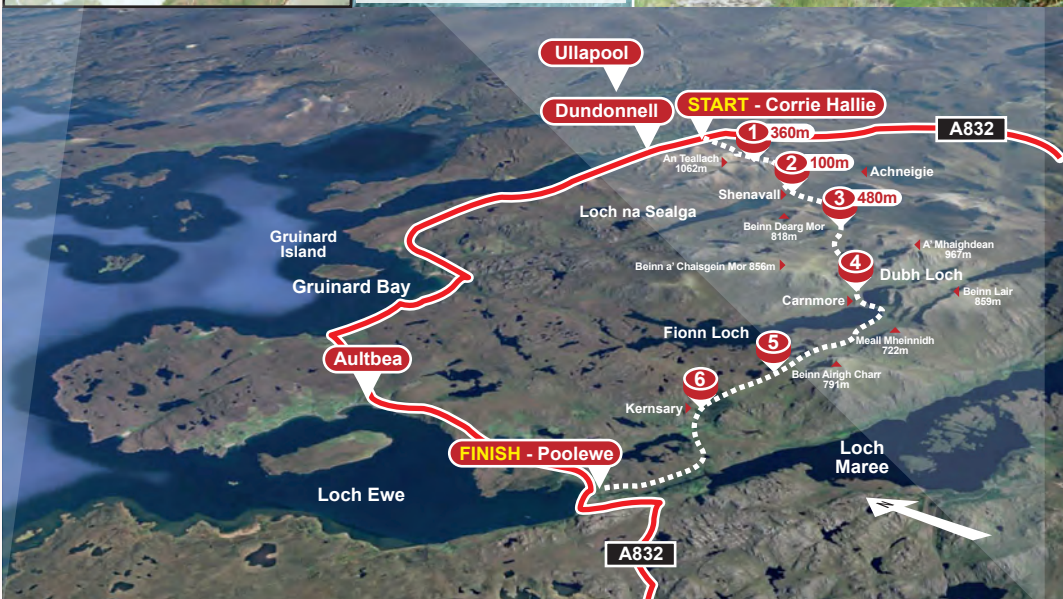 Ullapool
Dundonnell
START - Corrie Hallie
A832
1 360m
An Teallach
1062m
2 100m
Achneigie
Shenavall
3 480m
Loch na Sealga
Beinn Dearg Mor
818m
Gruinard
Island
A' Mhaighdean
967m
Beinn a' Chaisgein Mor 856m
4
Dubh Loch
Gruinard Bay
Beinn Lair
859m
Carnmore
Fionn Loch
Meall Mheinnidh
722m
5
Aultbea
Beinn Airigh Charr
791m
6
Kernsary
FINISH - Poolewe
Loch
Maree
Loch Ewe
N
A832